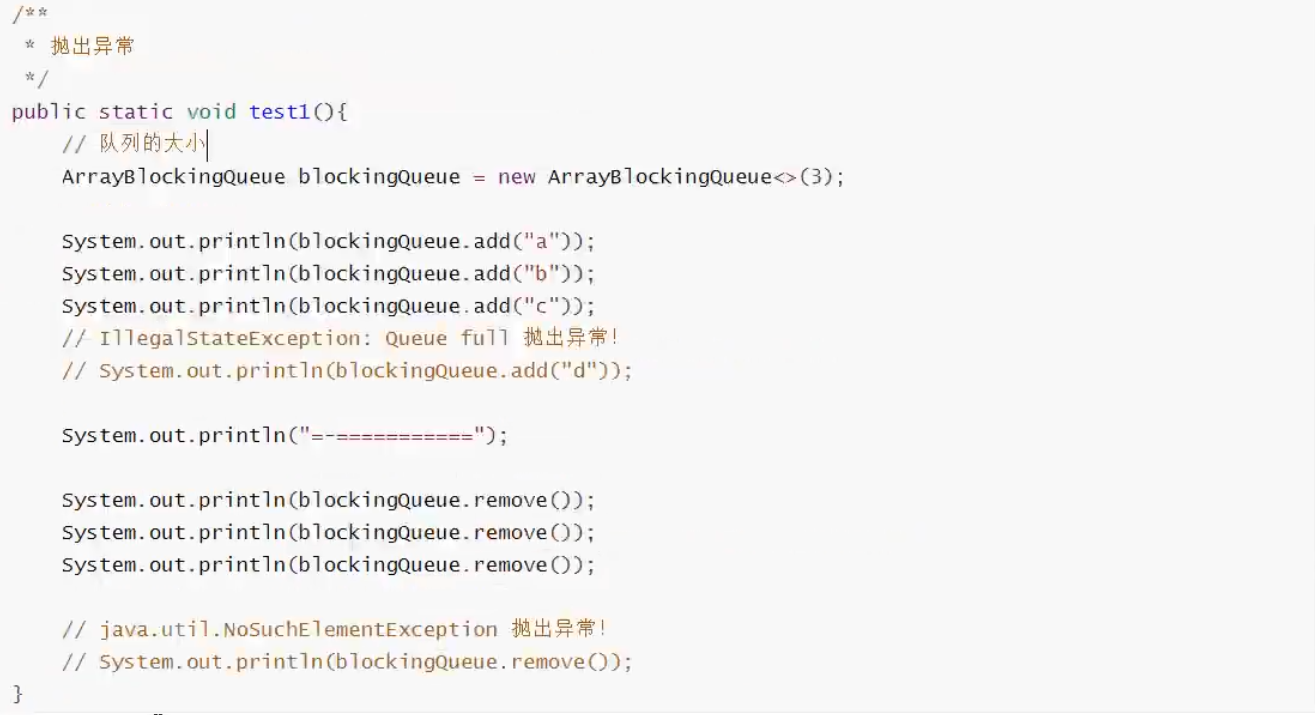 /**
 * 抛出异常
 */
public static void test1(){
    // 队列的大小
    ArrayBlockingQueue blockingQueue = new ArrayBlockingQueue<>(3);
    System.out.println(blockingQueue.add("a"));
    System.out.println(blockingQueue.add("b"));
    System.out.println(blockingQueue.add("c"));
    // IllegalStateException: Queue full 抛出异常!
    // System.out.println(blockingQueue.add("d"));
    System.out.println("=-===========");
    System.out.println(blockingQueue.remove());
    System.out.println(blockingQueue.remove());
    System.out.println(blockingQueue.remove());
    // java.util.NoSuchElementException 抛出异常!
    // System.out.println(blockingQueue.remove());
}